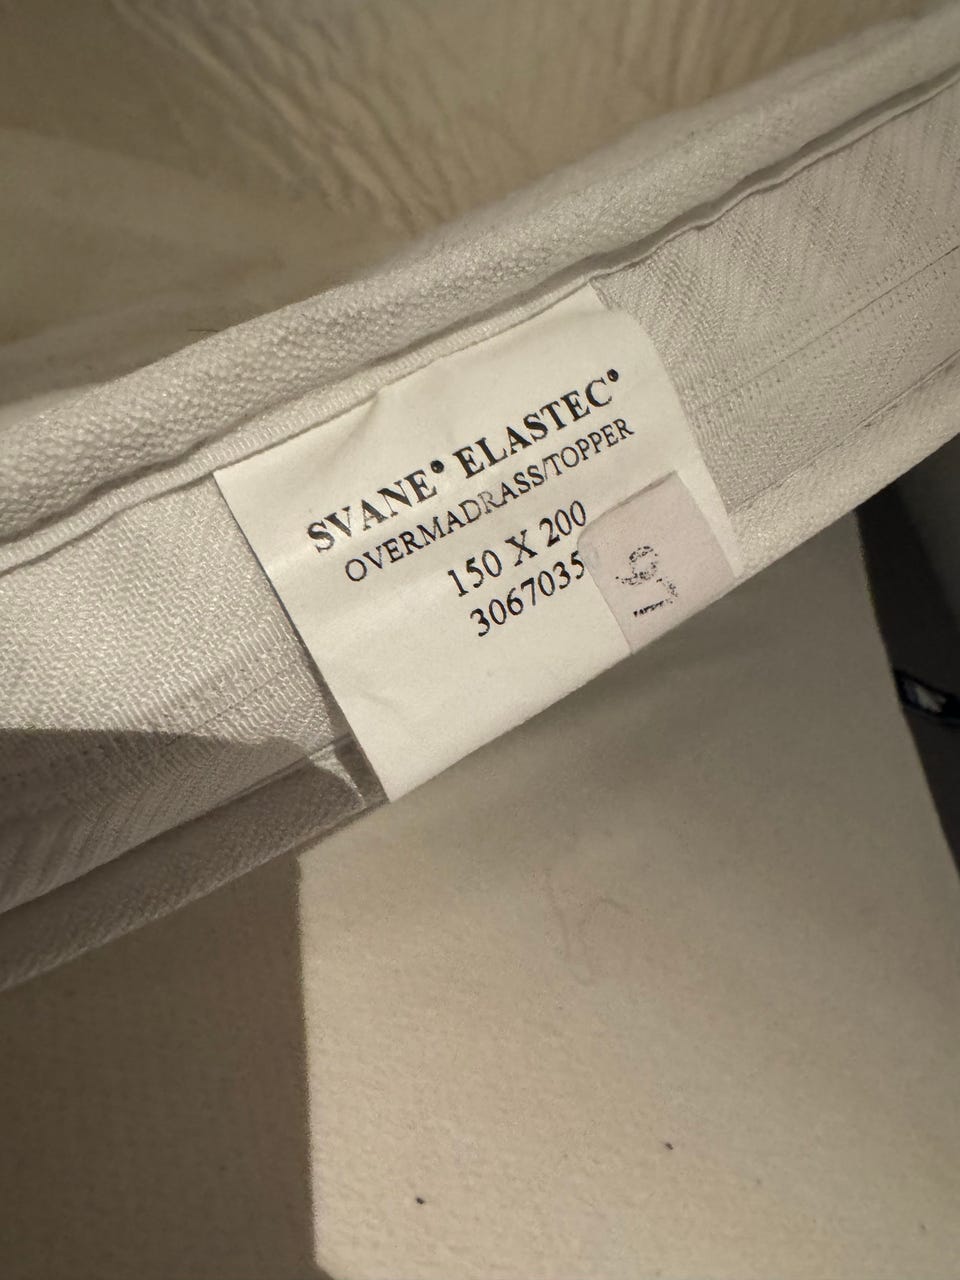 SVANE® ELASTEC®
OVERMADRASS/TOPPER
150 X 200
3067035